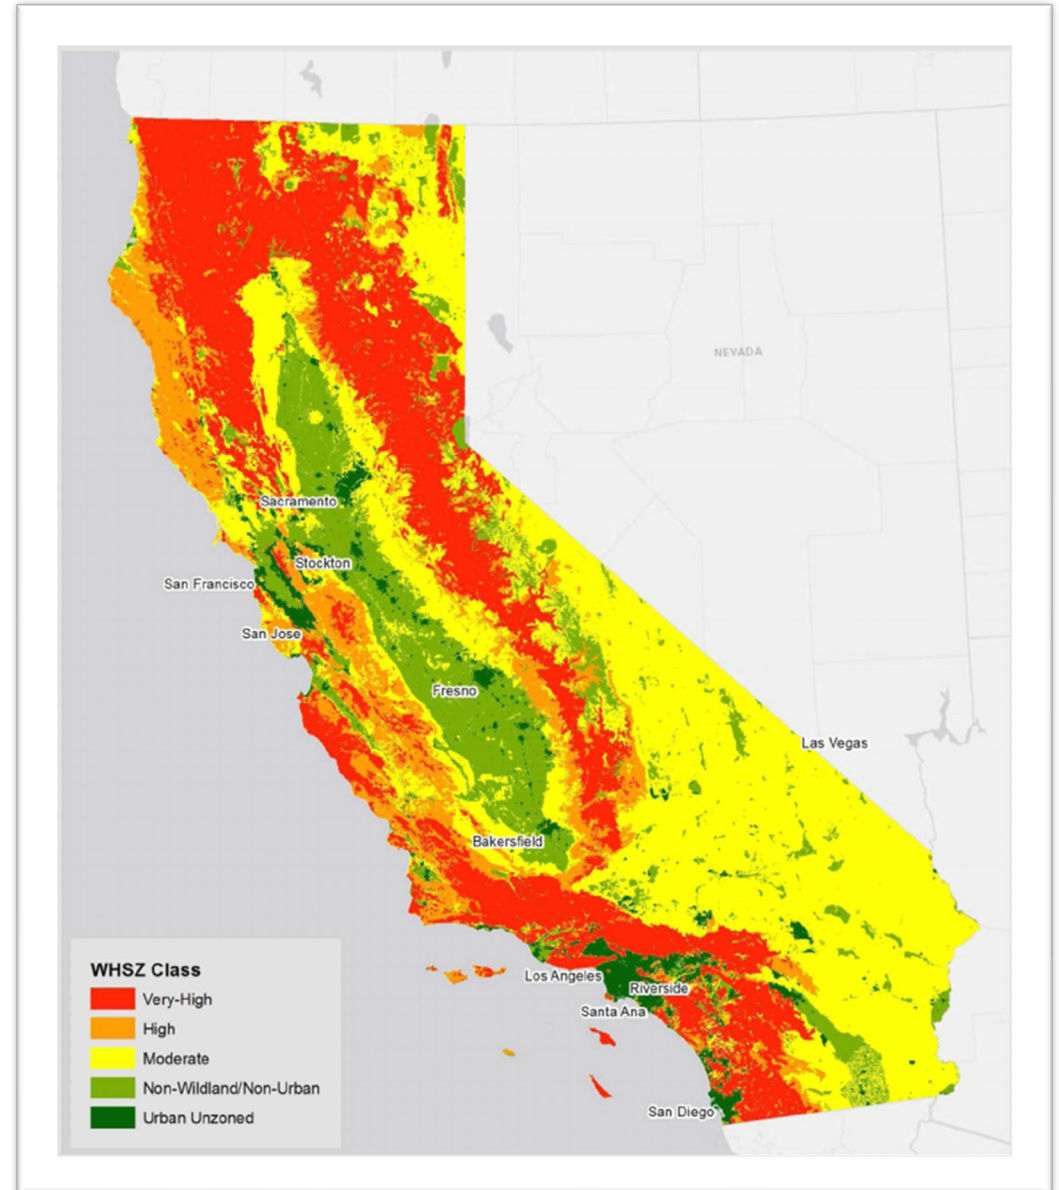 NEVADA
Sacramento
Stockton
San Francisco
San Jose
Fresno
Las Vegas
Bakersfield
Los Angeles
Riverside
Santa Ana
San Diego
WHSZ Class
Very-High
High
Moderate
Non-Wildland/Non-Urban
Urban Unzoned